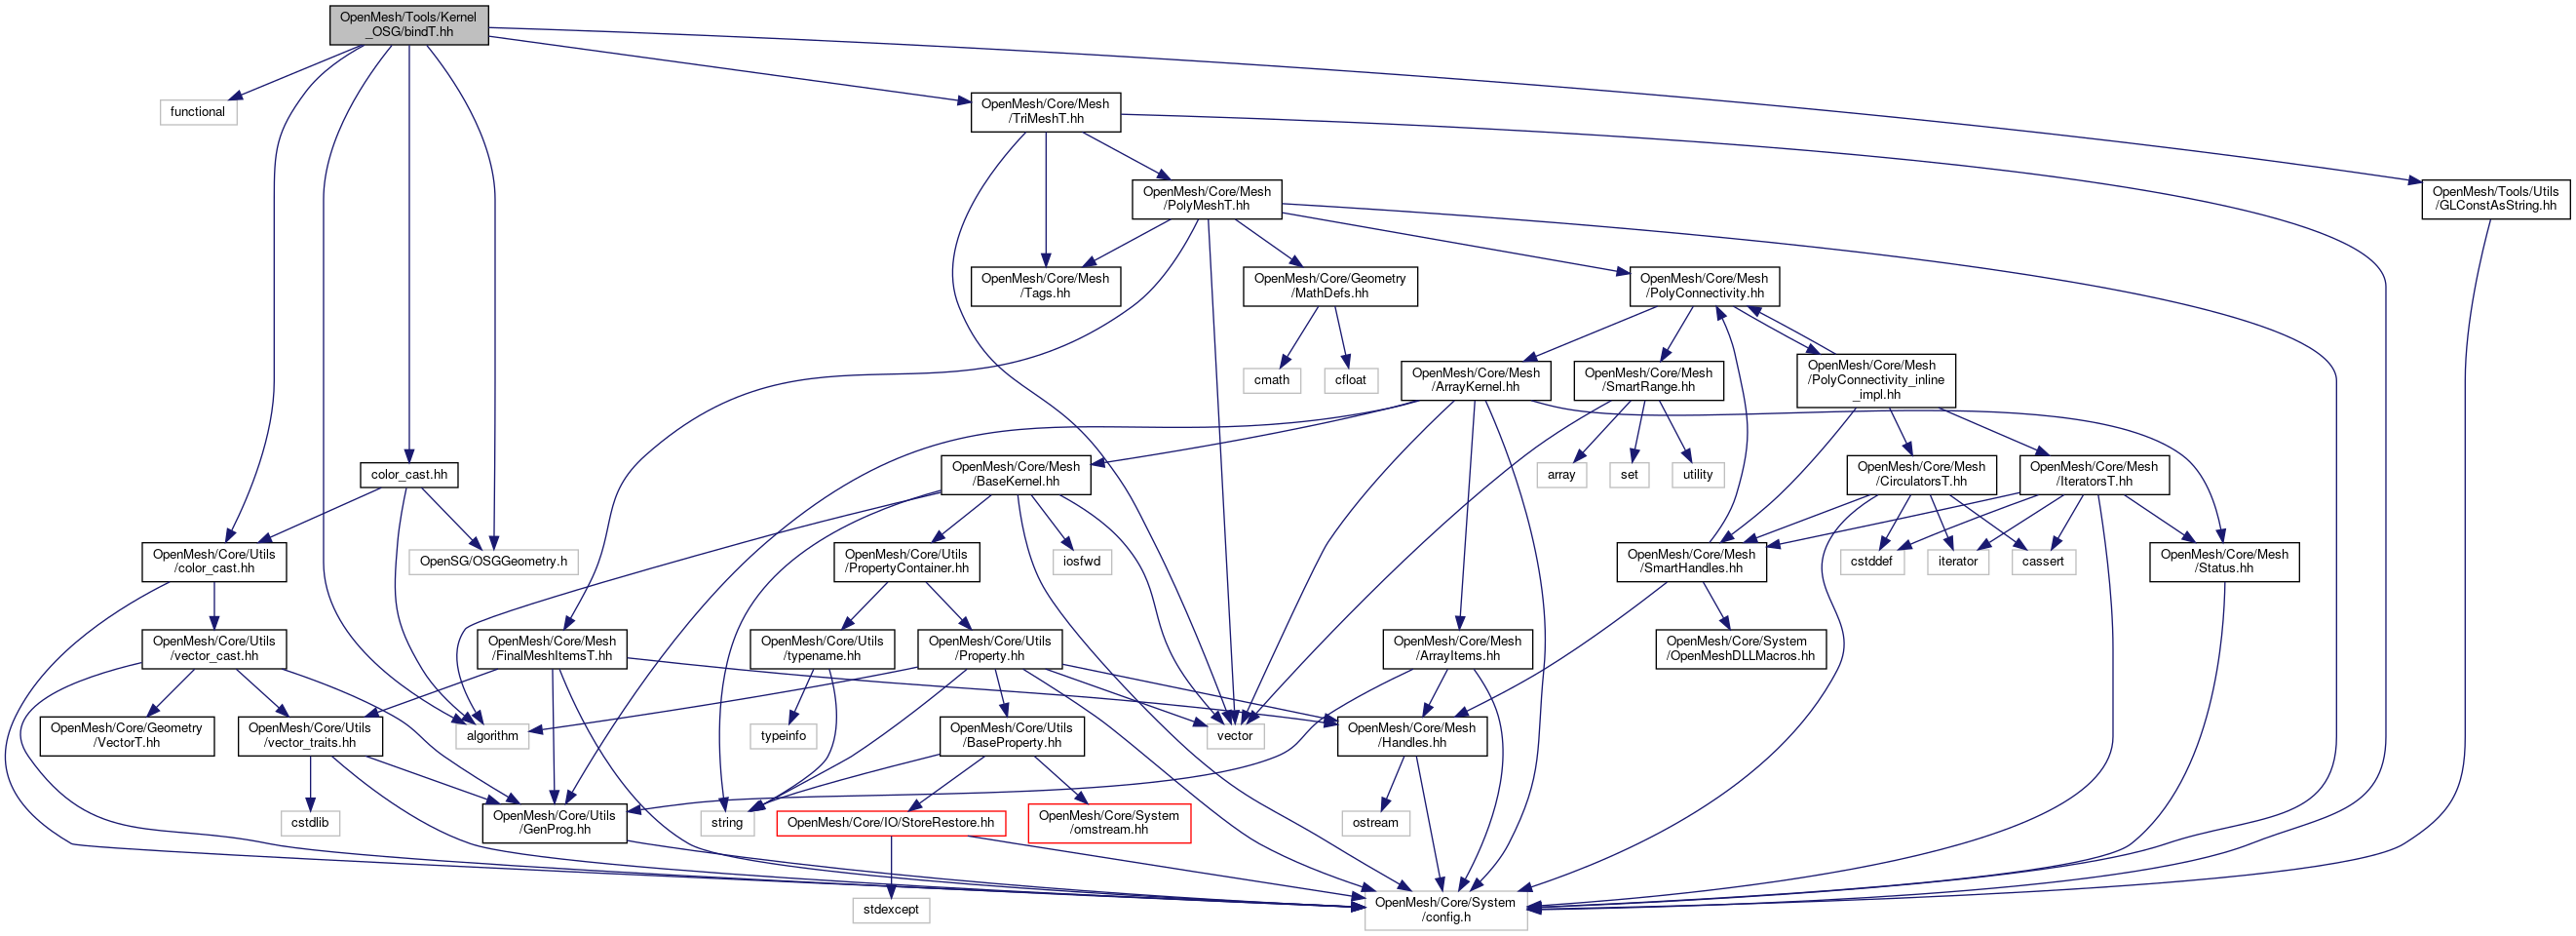 OpenMesh/Tools/Kernel
_OSG/bindT.hh
functional
OpenMesh/Core/Mesh
/TriMeshT.hh
OpenMesh/Core/Mesh
/PolyMeshT.hh
OpenMesh/Tools/Utils
/GLConstAsString.hh
OpenMesh/Core/Mesh
/Tags.hh
OpenMesh/Core/Geometry
/MathDefs.hh
OpenMesh/Core/Mesh
/PolyConnectivity.hh
cmath
cfloat
OpenMesh/Core/Mesh
/ArrayKernel.hh
OpenMesh/Core/Mesh
/SmartRange.hh
OpenMesh/Core/Mesh
/PolyConnectivity_inline
_impl.hh
color_cast.hh
OpenMesh/Core/Mesh
/BaseKernel.hh
array
set
utility
OpenMesh/Core/Mesh
/CirculatorsT.hh
OpenMesh/Core/Mesh
/IteratorsT.hh
OpenMesh/Core/Utils
/color_cast.hh
OpenSG/OSGGeometry.h
OpenMesh/Core/Utils
/PropertyContainer.hh
iosfwd
OpenMesh/Core/Mesh
/SmartHandles.hh
cstddef
iterator
cassert
OpenMesh/Core/Mesh
/Status.hh
OpenMesh/Core/Utils
/vector_cast.hh
OpenMesh/Core/Mesh
/FinalMeshItemsT.hh
OpenMesh/Core/Utils
/typename.hh
OpenMesh/Core/Utils
/Property.hh
OpenMesh/Core/Mesh
/ArrayItems.hh
OpenMesh/Core/System
/OpenMeshDLLMacros.hh
OpenMesh/Core/Geometry
/VectorT.hh
OpenMesh/Core/Utils
/vector_traits.hh
algorithm
typeinfo
OpenMesh/Core/Utils
/BaseProperty.hh
vector
OpenMesh/Core/Mesh
/Handles.hh
cstdlib
OpenMesh/Core/Utils
/GenProg.hh
string
OpenMesh/Core/IO/StoreRestore.hh
OpenMesh/Core/System
/omstream.hh
ostream
stdexcept
OpenMesh/Core/System
/config.h